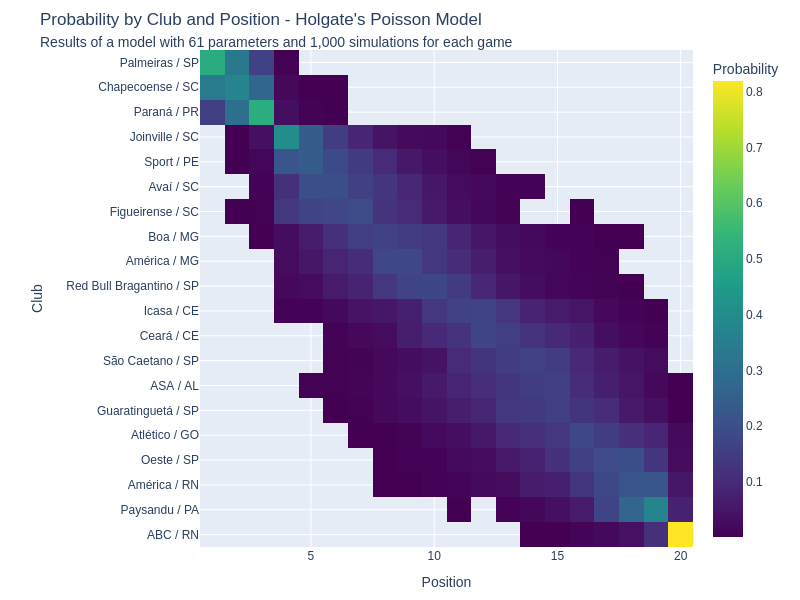 Probability by Club and Position - Holgate's Poisson Model
Results of a model with 61 parameters and 1,000 simulations for each game
Probability
Palmeiras / SP
Chapecoense / SC
Paraná / PR
Joinville / SC
Sport / PE
Avaí / SC
Figueirense / SC
Boa / MG
América / MG
Red Bull Bragantino / SP
Icasa / CE
Ceará / CE
São Caetano / SP
ASA / AL
Guaratinguetá / SP
Atlético / GO
Oeste / SP
América / RN
Paysandu / PA
ABC / RN
Club
5
10
15
20
Position
0.8
0.7
0.6
0.5
0.4
0.3
0.2
0.1